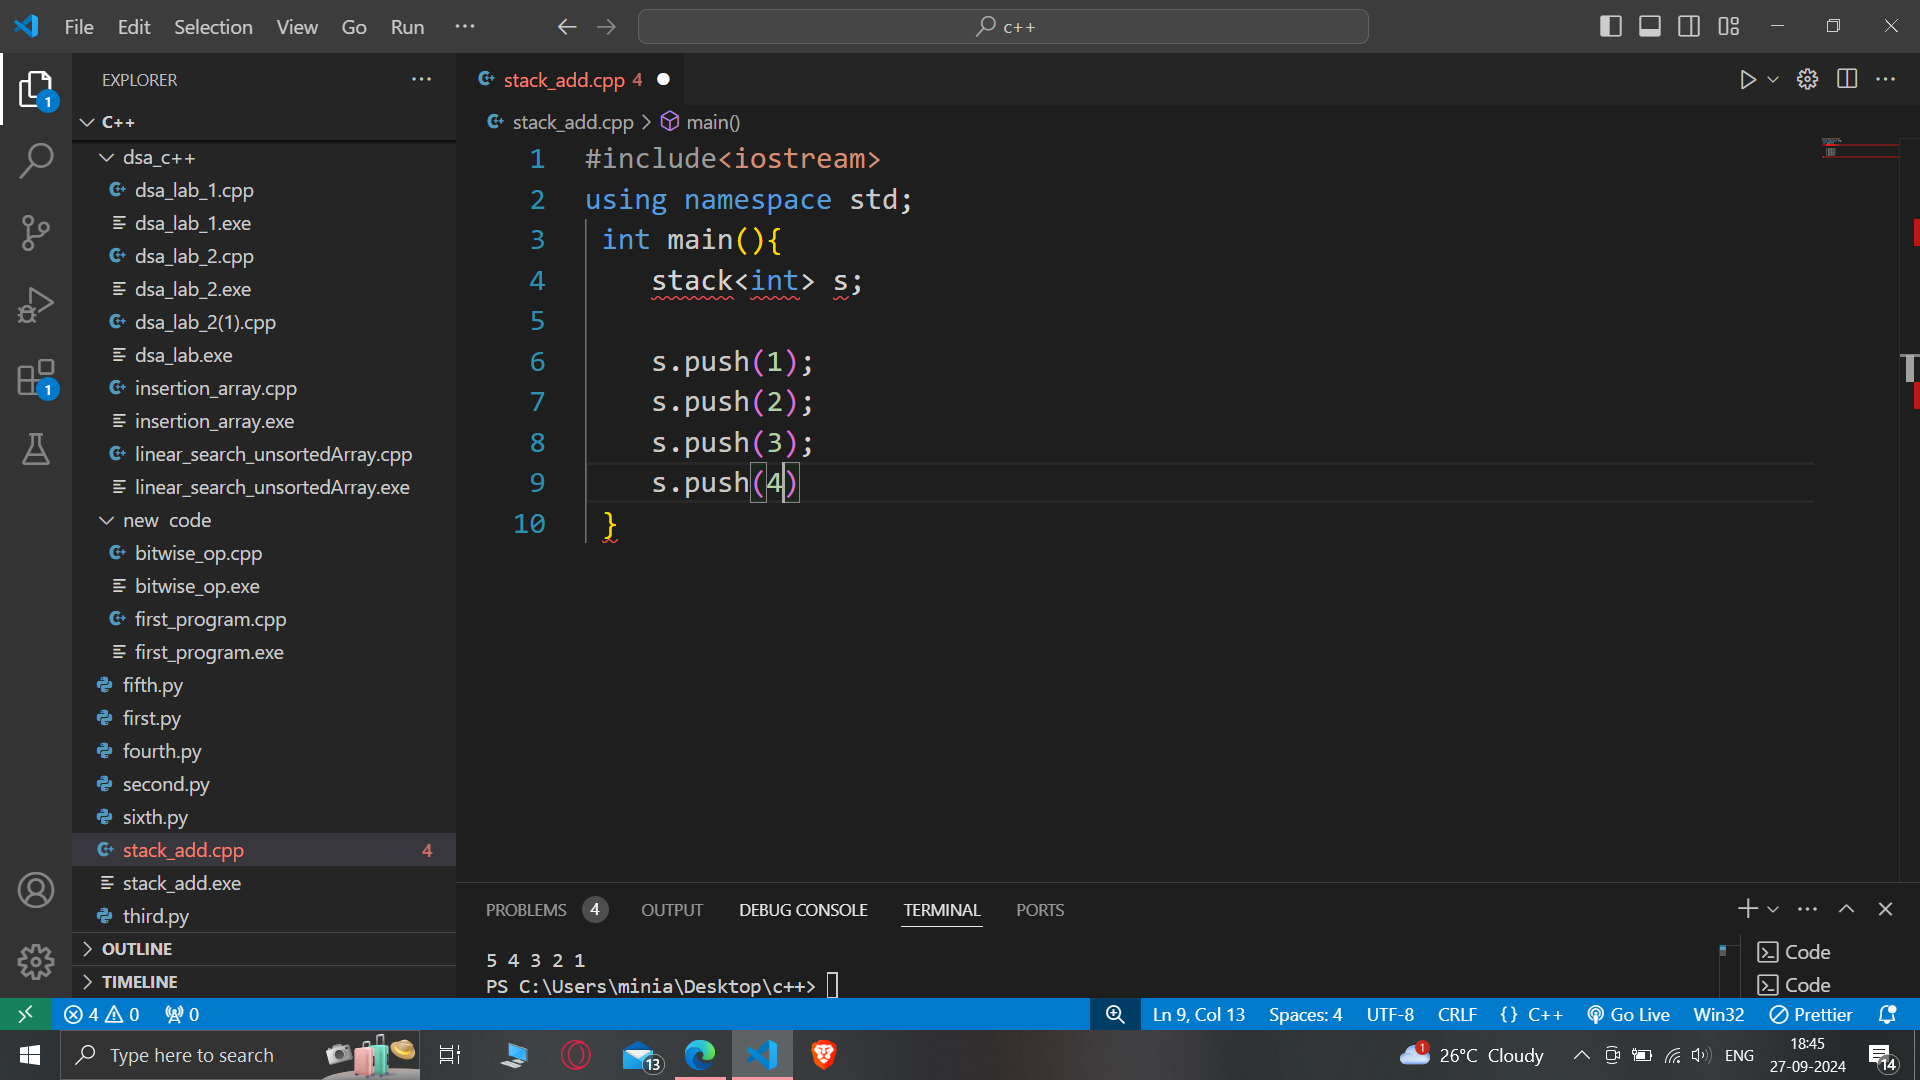 File Edit Selection View Go Run ··· c++
EXPLORER ···
C++
dsa_c++
dsa_lab_1.cpp
dsa_lab_1.exe
dsa_lab_2.cpp
dsa_lab_2.exe
dsa_lab_2(1).cpp
dsa_lab.exe
insertion_array.cpp
insertion_array.exe
linear_search_unsortedArray.cpp
linear_search_unsortedArray.exe
new code
bitwise_op.cpp
bitwise_op.exe
first_program.cpp
first_program.exe
fifth.py
first.py
fourth.py
second.py
sixth.py
stack_add.cpp 4
stack_add.exe
third.py
OUTLINE
TIMELINE
1
1
stack_add.cpp 4
stack_add.cpp > main()
1 #include<iostream>
2 using namespace std;
3 int main(){
4 stack<int> s;
5
6 s.push(1);
7 s.push(2);
8 s.push(3);
9 s.push(4)
10 }
PROBLEMS 4 OUTPUT DEBUG CONSOLE TERMINAL PORTS
5 4 3 2 1
PS C:\Users\minia\Desktop\c++>
Code
Code
4 0 0 Ln 9, Col 13 Spaces: 4 UTF-8 CRLF {} C++ Go Live Win32 Prettier
Type here to search 13 1 26°C Cloudy ENG 18:45
27-09-2024 14